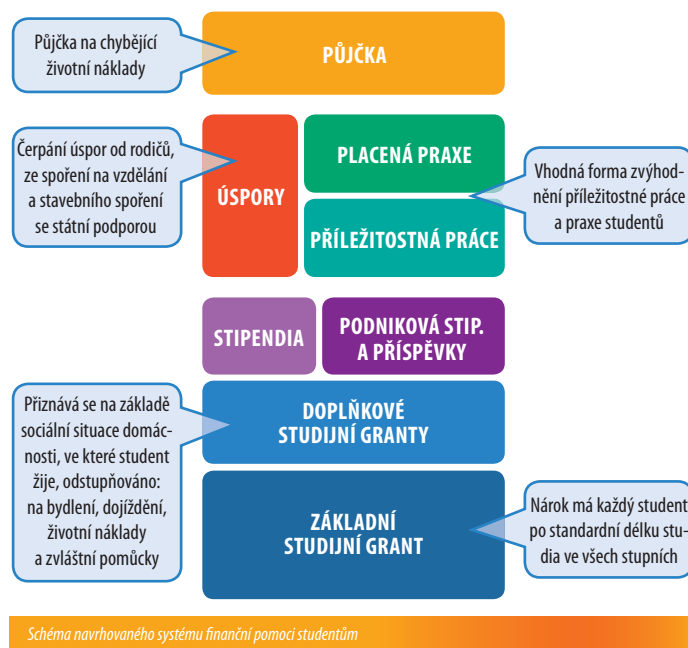 Půjčka na chybějící
životní náklady
PŮJČKA
Čerpání úspor od rodičů,
ze spoření na vzdělání
a stavebního spoření
se státní podporou
ÚSPORY
PLACENÁ PRAXE
PŘÍLEŽITOSTNÁ PRÁCE
Vhodná forma zvýhod-
nění příležitostné práce
a praxe studentů
STIPENDIA
PODNIKOVÁ STIP.
A PŘÍSPĚVKY
Přiznává se na základě
sociální situace domác-
nosti, ve které student
žije, odstupňováno:
na bydlení, dojíždění,
životní náklady
a zvláštní pomůcky
DOPLŇKOVÉ
STUDIJNÍ GRANTY
ZÁKLADNÍ
STUDIJNÍ GRANT
Nárok má každý student
po standardní délku stu-
dia ve všech stupních
Schéma navrhovaného systému finanční pomoci studentům